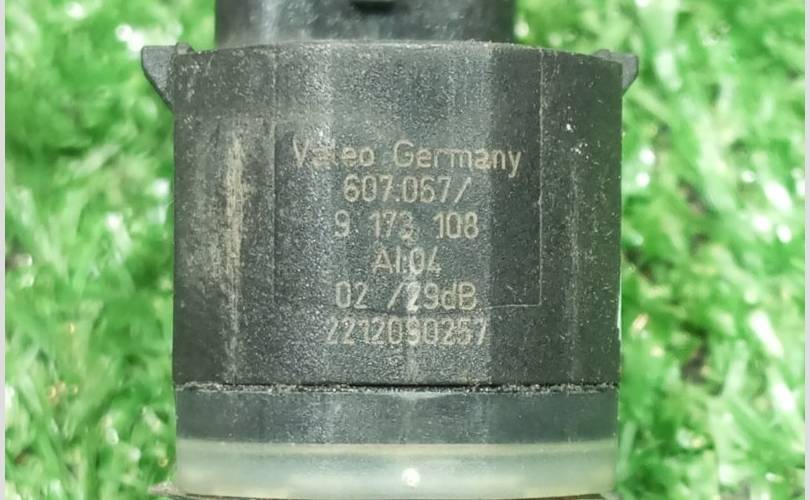 Valeo Germany
607.067/
9 173 108
AI.04
02 /29dB
2212090257